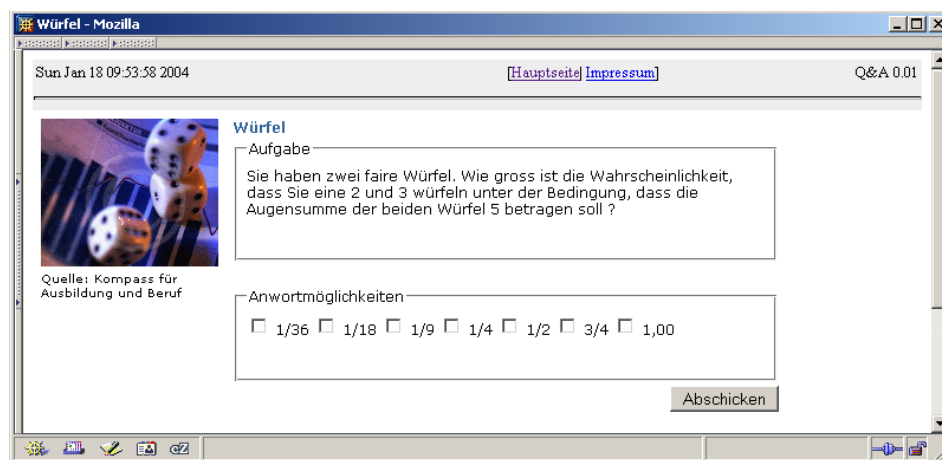 Würfel - Mozilla
Sun Jan 18 09:53:58 2004 [Hauptseite| Impressum] Q&A 0.01
Würfel
Aufgabe
Sie haben zwei faire Würfel. Wie gross ist die Wahrscheinlichkeit,
dass Sie eine 2 und 3 würfeln unter der Bedingung, dass die
Augensumme der beiden Würfel 5 betragen soll ?
Quelle: Kompass für
Ausbildung und Beruf
Anwortmöglichkeiten
1/36 1/18 1/9 1/4 1/2 3/4 1,00
Abschicken